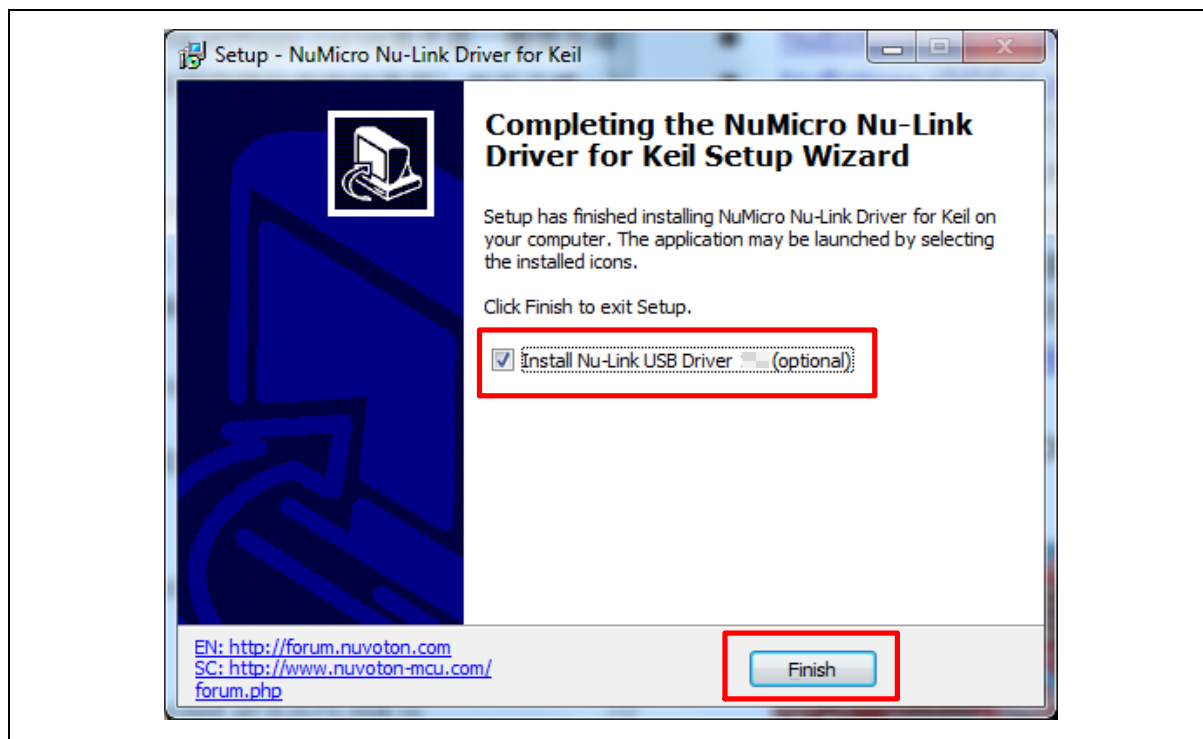 Setup - NuMicro Nu-Link Driver for Keil
Completing the NuMicro Nu-Link
Driver for Keil Setup Wizard
Setup has finished installing NuMicro Nu-Link Driver for Keil on
your computer. The application may be launched by selecting
the installed icons.
Click Finish to exit Setup.
Install Nu-Link USB Driver (optional)
EN: http://forum.nuvoton.com
SC: http://www.nuvoton-mcu.com/
forum.php
Finish